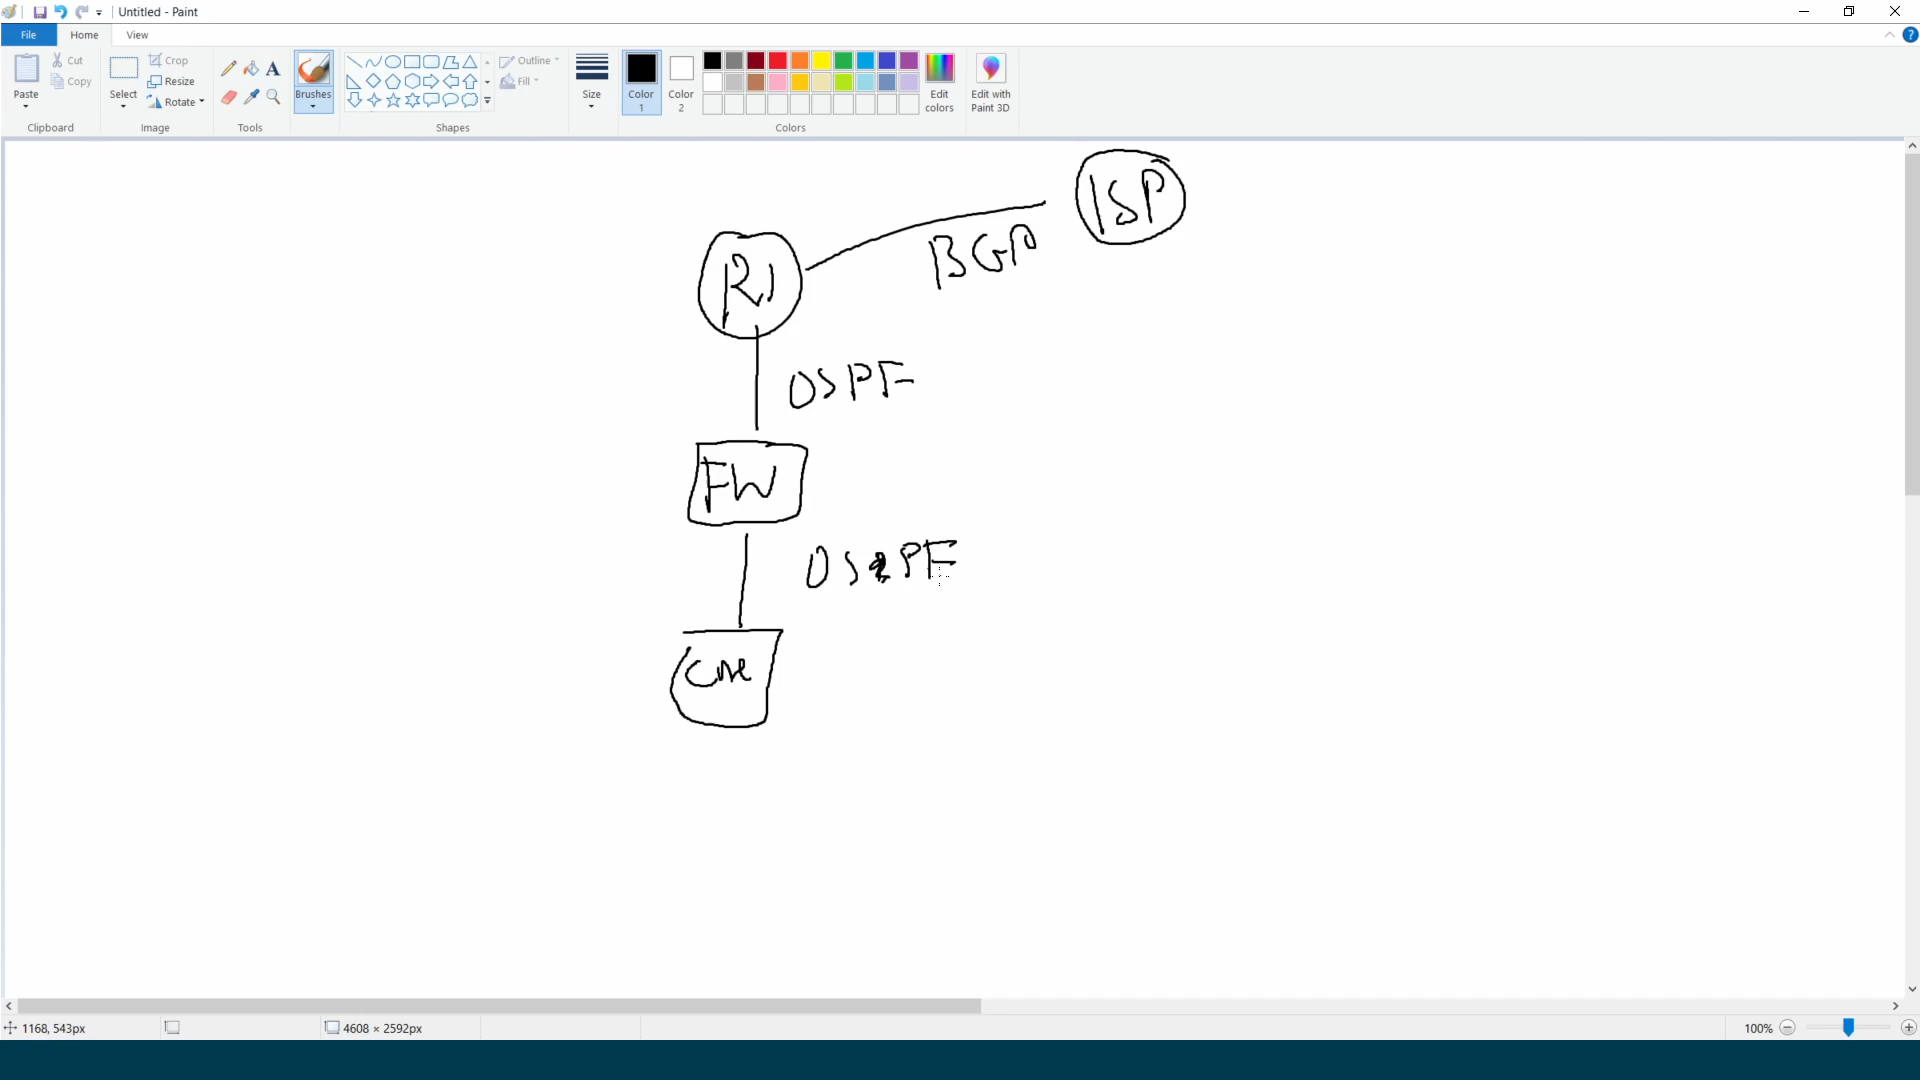 Untitled - Paint
File Home View
Paste
Cut
Copy
Clipboard
Select
Crop
Resize
Rotate
Image
Tools
Brushes
Shapes
Outline
Fill
Size
Color 1
Color 2
Edit colors
Edit with Paint 3D
Colors
ISP
R1
BGP
OSPF
FW
OSPF
Core
1168, 543px
4608 × 2592px
100%